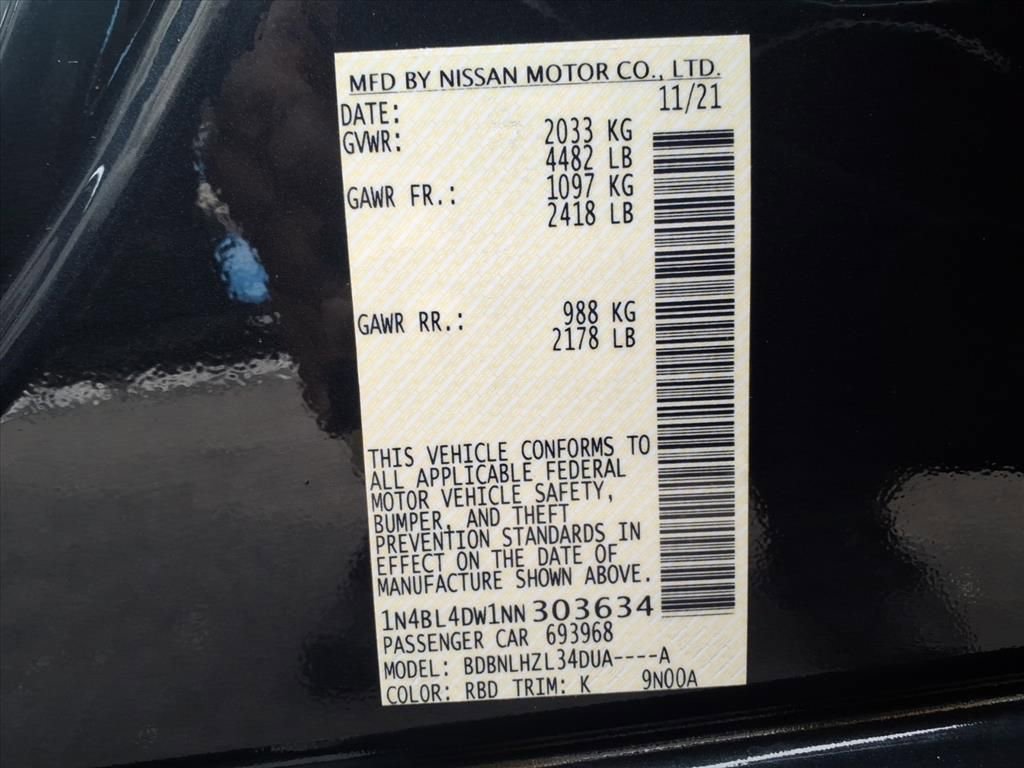 MFD BY NISSAN MOTOR CO., LTD.
DATE: 11/21
GVWR: 2033 KG
4482 LB
GAWR FR.: 1097 KG
2418 LB
GAWR RR.: 988 KG
2178 LB
THIS VEHICLE CONFORMS TO
ALL APPLICABLE FEDERAL
MOTOR VEHICLE SAFETY,
BUMPER, AND THEFT
PREVENTION STANDARDS IN
EFFECT ON THE DATE OF
MANUFACTURE SHOWN ABOVE.
1N4BL4DW1NN303634
PASSENGER CAR 693968
MODEL: BDBNLHZL34DUA----A
COLOR: RBD TRIM: K 9N00A